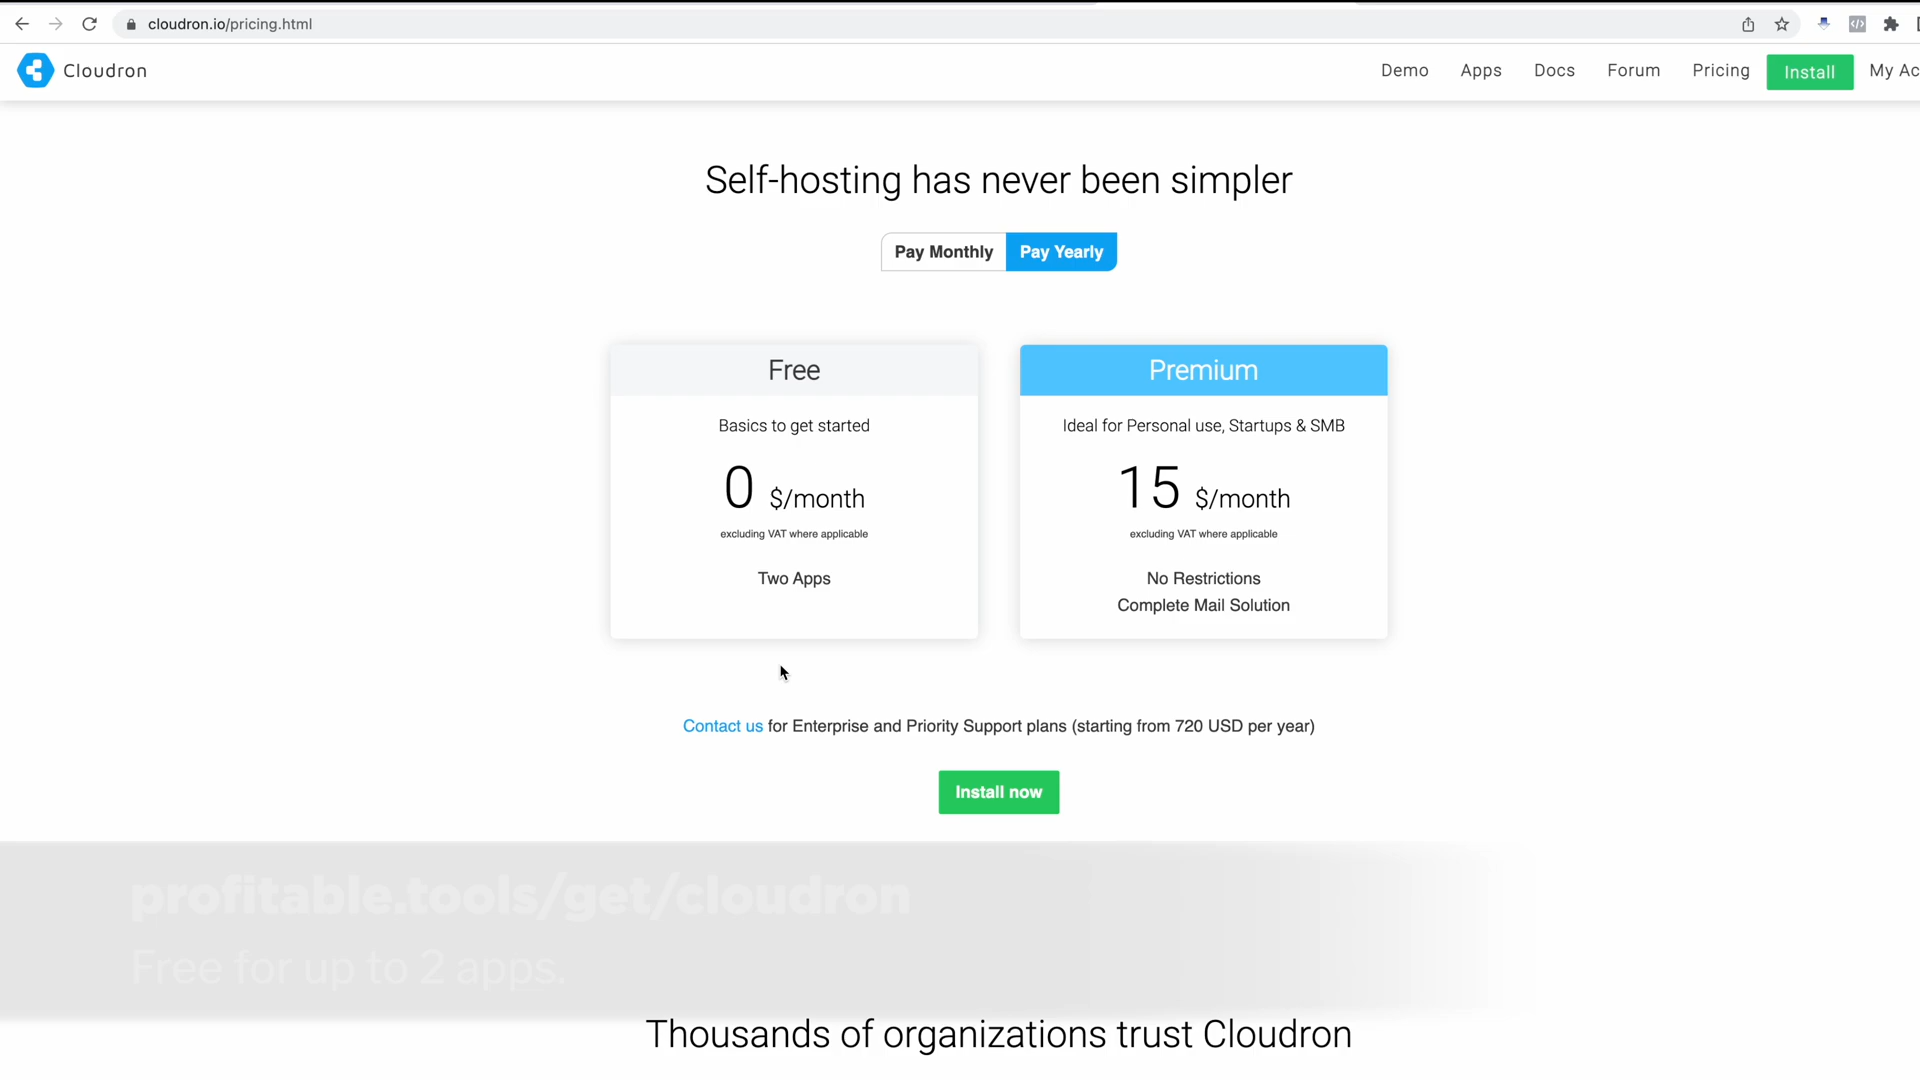 cloudron.io/pricing.html
Cloudron
Demo Apps Docs Forum Pricing Install My Ac
Self-hosting has never been simpler
Pay Monthly Pay Yearly
Free
Basics to get started
0 $/month
excluding VAT where applicable
Two Apps
Premium
Ideal for Personal use, Startups & SMB
15 $/month
excluding VAT where applicable
No Restrictions
Complete Mail Solution
Contact us for Enterprise and Priority Support plans (starting from 720 USD per year)
Install now
profitable.tools/get/cloudron
Free for up to 2 apps.
Thousands of organizations trust Cloudron